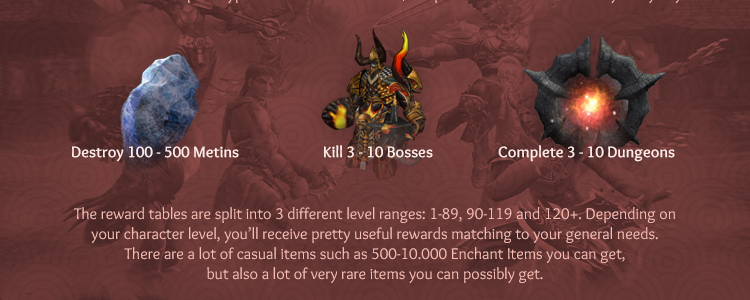 Destroy 100 - 500 Metins
Kill 3 - 10 Bosses
Complete 3 - 10 Dungeons
The reward tables are split into 3 different level ranges: 1-89, 90-119 and 120+. Depending on
your character level, you'll receive pretty useful rewards matching to your general needs.
There are a lot of casual items such as 500-10.000 Enchant Items you can get,
but also a lot of very rare items you can possibly get.